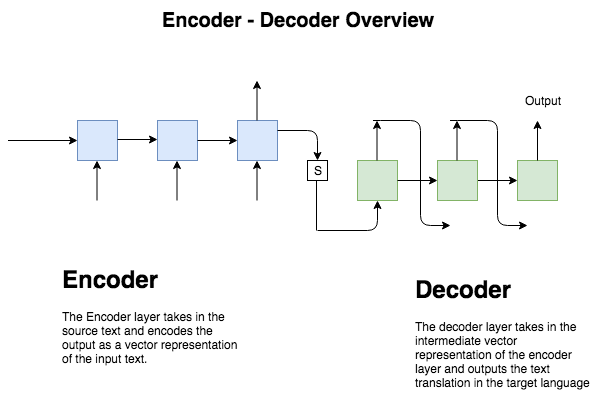 Encoder - Decoder Overview
Output
S
Encoder
The Encoder layer takes in the
source text and encodes the
output as a vector representation
of the input text.
Decoder
The decoder layer takes in the
intermediate vector
representation of the encoder
layer and outputs the text
translation in the target language